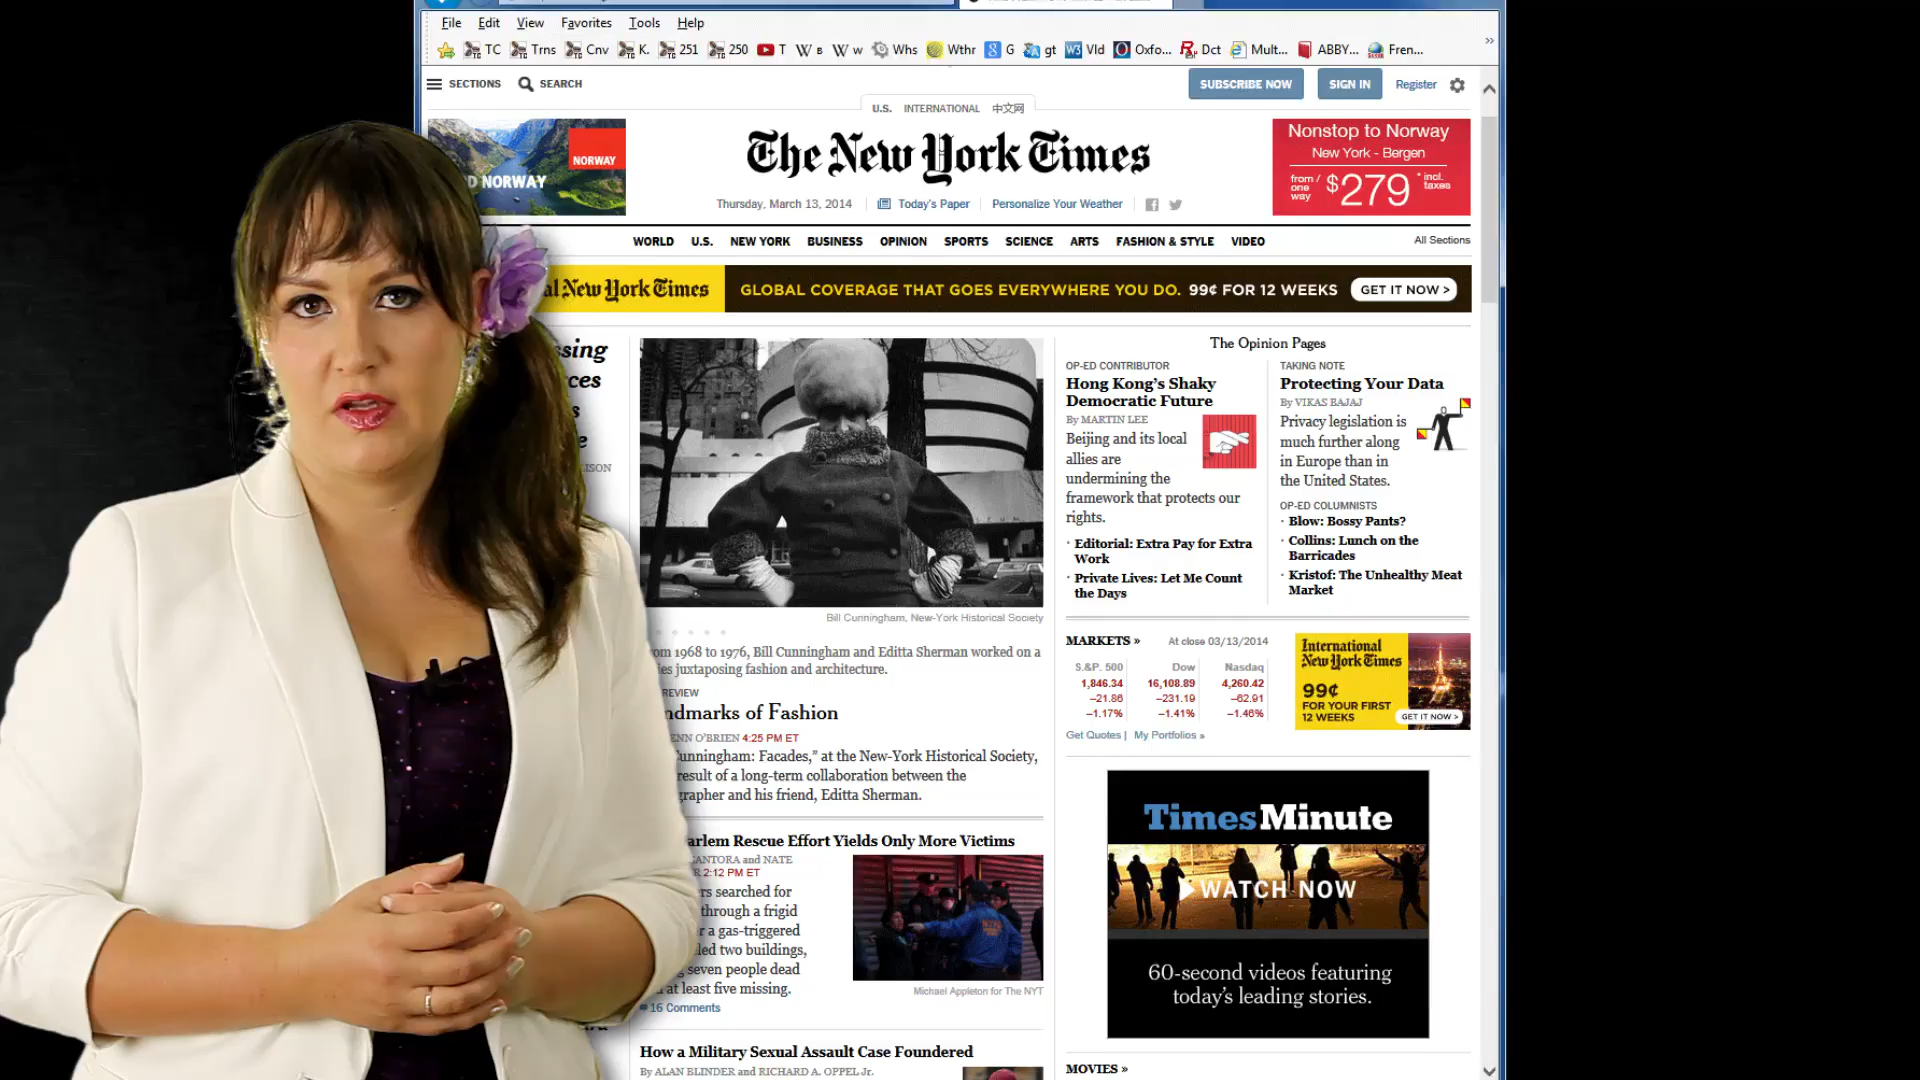 File Edit View Favorites Tools Help
TC Trns Cnv K. 251 250 T w Whs Wthr G gt Vld Oxfo... Dct Mult... ABBY... Fren...
SECTIONS SEARCH
SUBSCRIBE NOW SIGN IN Register
U.S. INTERNATIONAL 中文网
NORWAY
D NORWAY
The New York Times
Nonstop to Norway
New York - Bergen
from / one way $279 * incl. taxes
Thursday, March 13, 2014 Today's Paper Personalize Your Weather
WORLD U.S. NEW YORK BUSINESS OPINION SPORTS SCIENCE ARTS FASHION & STYLE VIDEO All Sections
al New York Times GLOBAL COVERAGE THAT GOES EVERYWHERE YOU DO. 99¢ FOR 12 WEEKS GET IT NOW >
sing
ces
s
e
LISON
Bill Cunningham, New-York Historical Society
om 1968 to 1976, Bill Cunningham and Editta Sherman worked on a
ies juxtaposing fashion and architecture.
REVIEW
ndmarks of Fashion
ENN O'BRIEN 4:25 PM ET
Cunningham: Facades,” at the New-York Historical Society,
result of a long-term collaboration between the
grapher and his friend, Editta Sherman.
arlem Rescue Effort Yields Only More Victims
ANTORA and NATE
R 2:12 PM ET
rs searched for
through a frigid
r a gas-triggered
led two buildings,
g seven people dead
at least five missing.
16 Comments
Michael Appleton for The NYT
How a Military Sexual Assault Case Foundered
By ALAN BLINDER and RICHARD A. OPPEL Jr.
The Opinion Pages
OP-ED CONTRIBUTOR
Hong Kong's Shaky
Democratic Future
By MARTIN LEE
Beijing and its local
allies are
undermining the
framework that protects our
rights.
Editorial: Extra Pay for Extra
Work
Private Lives: Let Me Count
the Days
TAKING NOTE
Protecting Your Data
By VIKAS BAJAJ
Privacy legislation is
much further along
in Europe than in
the United States.
OP-ED COLUMNISTS
Blow: Bossy Pants?
Collins: Lunch on the
Barricades
Kristof: The Unhealthy Meat
Market
MARKETS » At close 03/13/2014
S.&P. 500 Dow Nasdaq
1,846.34 16,108.89 4,260.42
–21.86 –231.19 –62.91
–1.17% –1.41% –1.46%
Get Quotes | My Portfolios »
International
New York Times
99¢
FOR YOUR FIRST
12 WEEKS
GET IT NOW >
TimesMinute
WATCH NOW
60-second videos featuring
today's leading stories.
MOVIES »